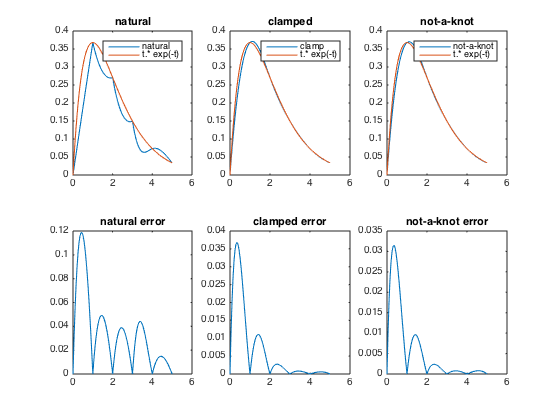 natural
clamped
not-a-knot
0.4
0.35
0.3
0.25
0.2
0.15
0.1
0.05
0
0 2 4 6
natural
t.* exp(-t)
0.4
0.35
0.3
0.25
0.2
0.15
0.1
0.05
0
0 2 4 6
clamp
t.* exp(-t)
0.4
0.35
0.3
0.25
0.2
0.15
0.1
0.05
0
0 2 4 6
not-a-knot
t.* exp(-t)
natural error
clamped error
not-a-knot error
0.12
0.1
0.08
0.06
0.04
0.02
0
0 2 4 6
0.04
0.035
0.03
0.025
0.02
0.015
0.01
0.005
0
0 2 4 6
0.035
0.03
0.025
0.02
0.015
0.01
0.005
0
0 2 4 6